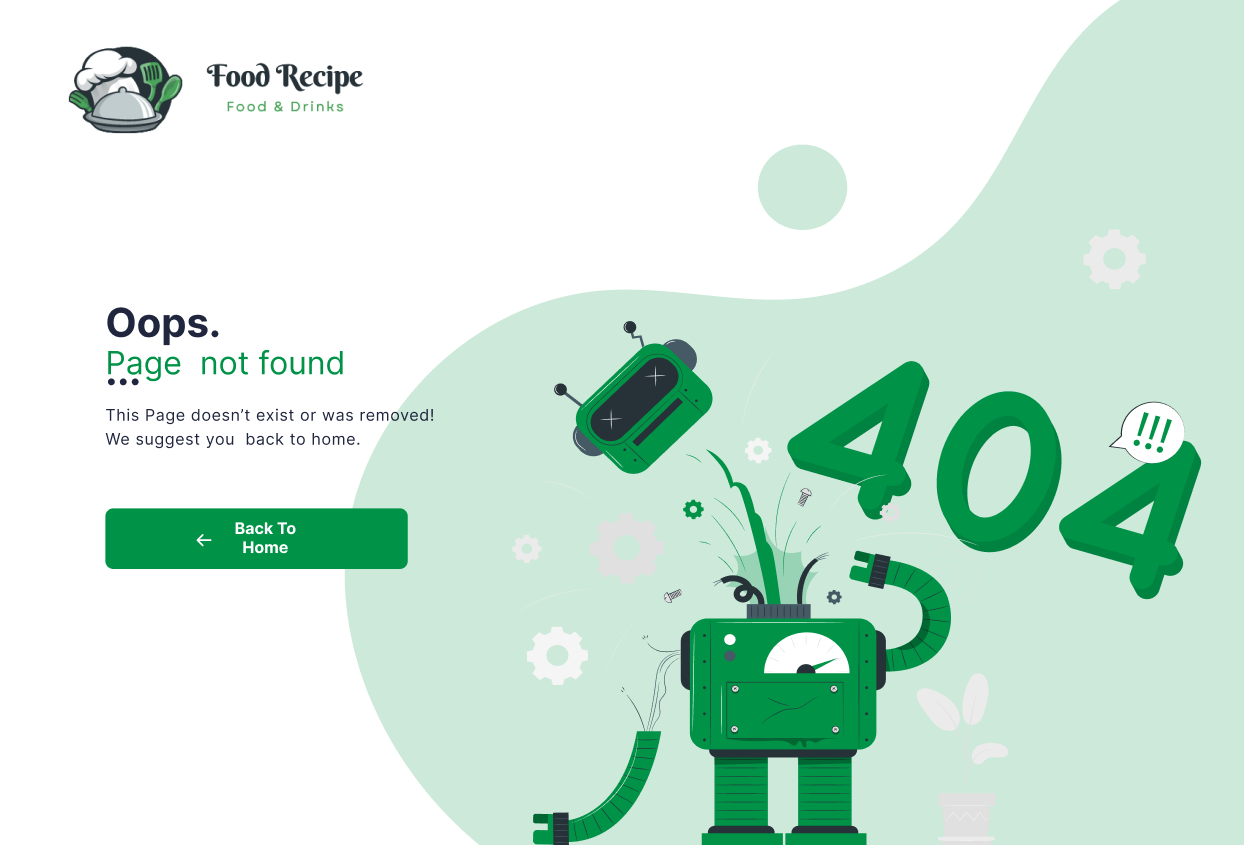 Food Recipe
Food & Drinks
Oops.
Page  not found
...
This Page doesn’t exist or was removed!
We suggest you  back to home.
Back To
Home
404
!!!